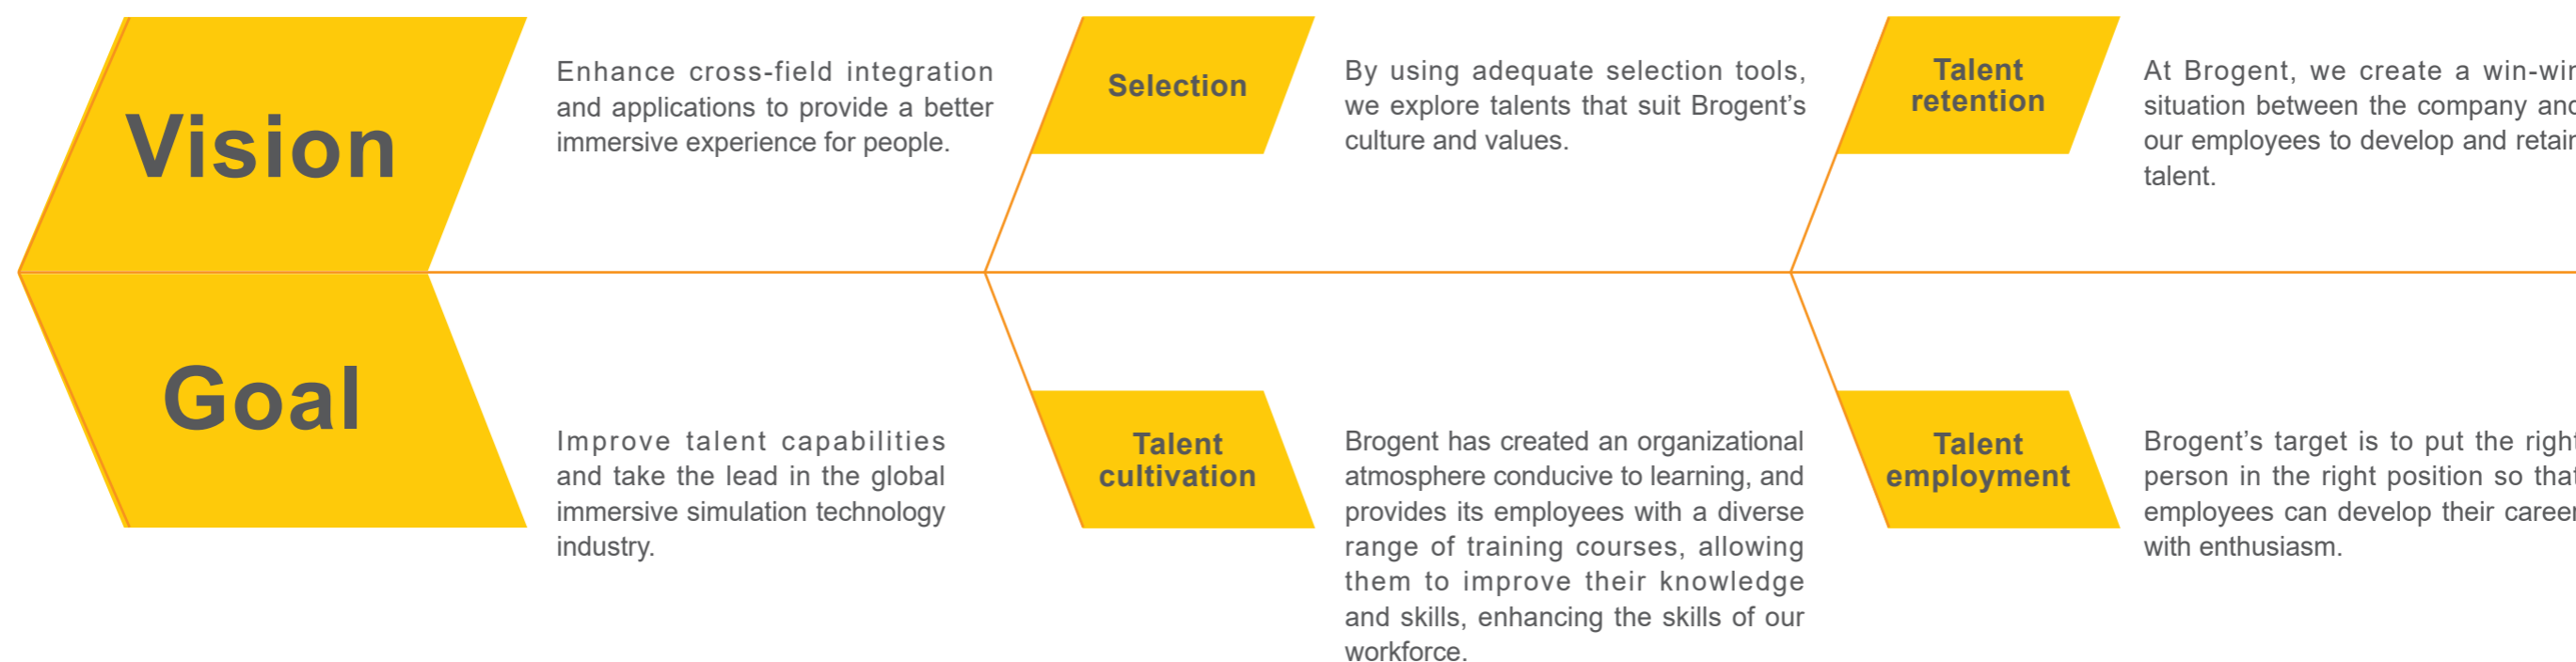 Vision
Enhance cross-field integration
and applications to provide a better
immersive experience for people.
Selection
By using adequate selection tools,
we explore talents that suit Brogent’s
culture and values.
Talent
retention
At Brogent, we create a win-win
situation between the company and
our employees to develop and retain
talent.
Goal
Improve talent capabilities
and take the lead in the global
immersive simulation technology
industry.
Talent
cultivation
Brogent has created an organizational
atmosphere conducive to learning, and
provides its employees with a diverse
range of training courses, allowing
them to improve their knowledge
and skills, enhancing the skills of our
workforce.
Talent
employment
Brogent’s target is to put the right
person in the right position so that
employees can develop their career
with enthusiasm.